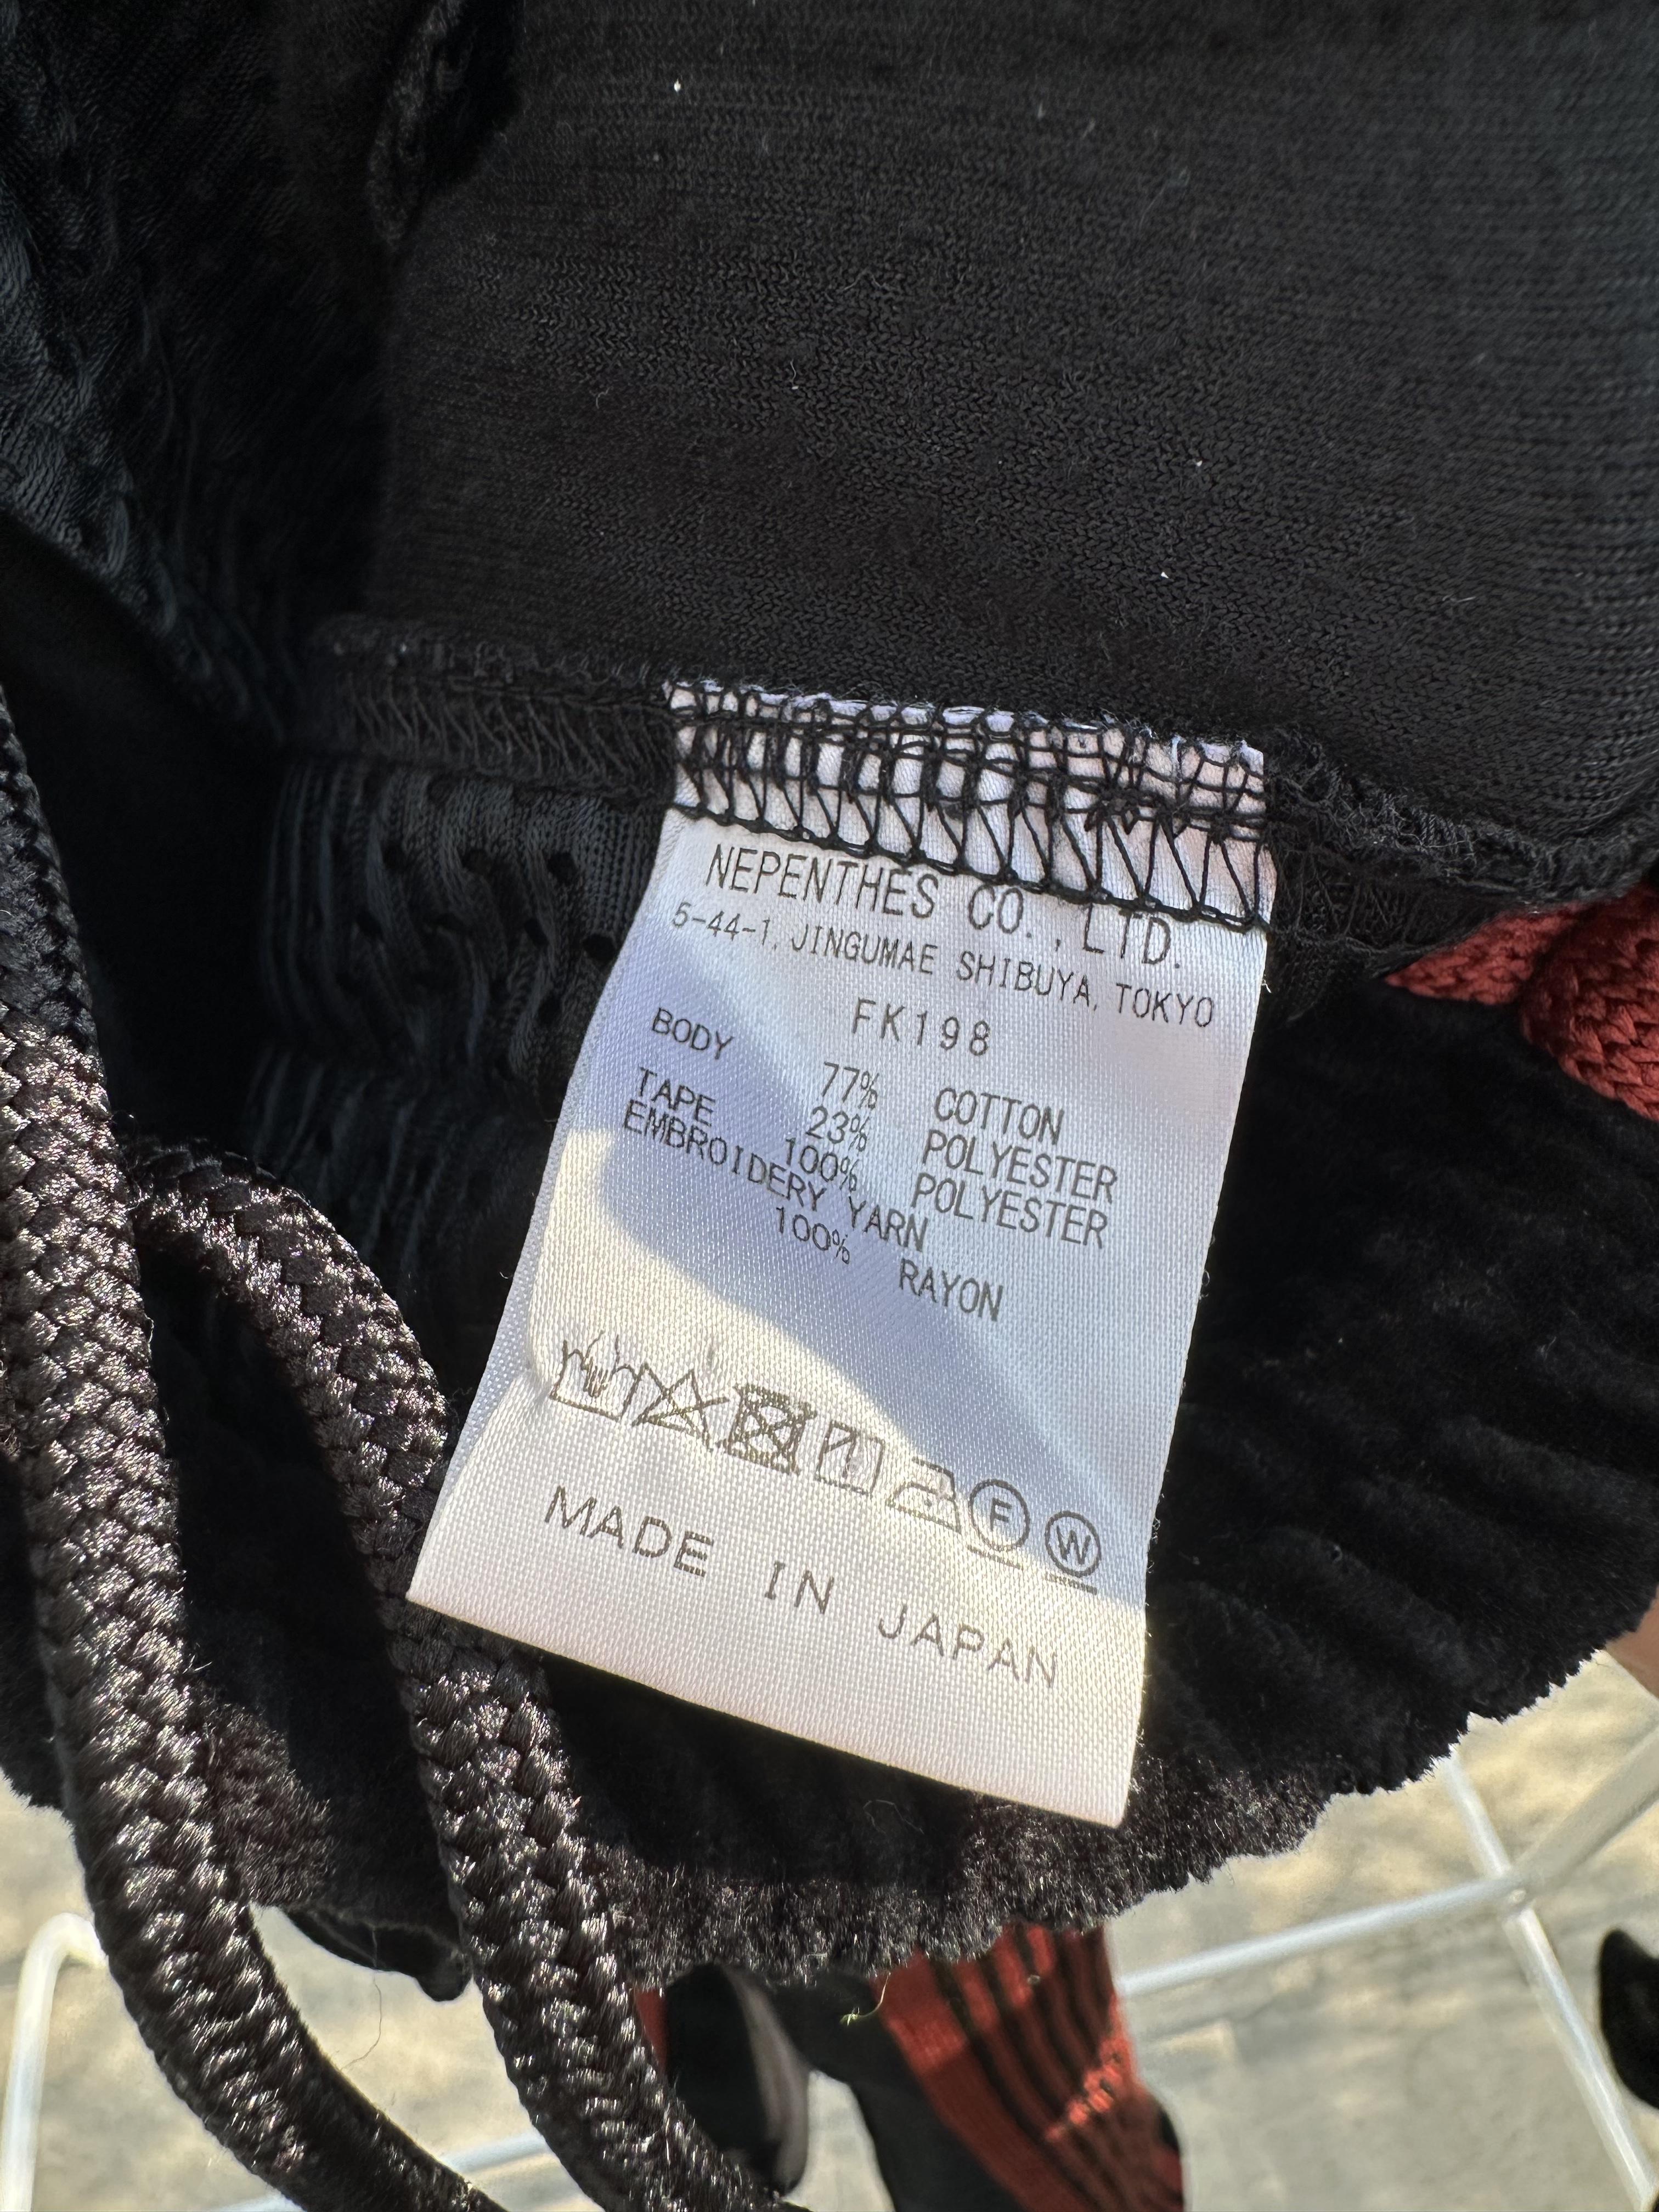 NEPENTHES CO., LTD.
5-44-1, JINGUMAE SHIBUYA, TOKYO
FK198
BODY
77% COTTON
23% POLYESTER
TAPE 100% POLYESTER
EMBROIDERY YARN
100% RAYON
F W
MADE IN JAPAN